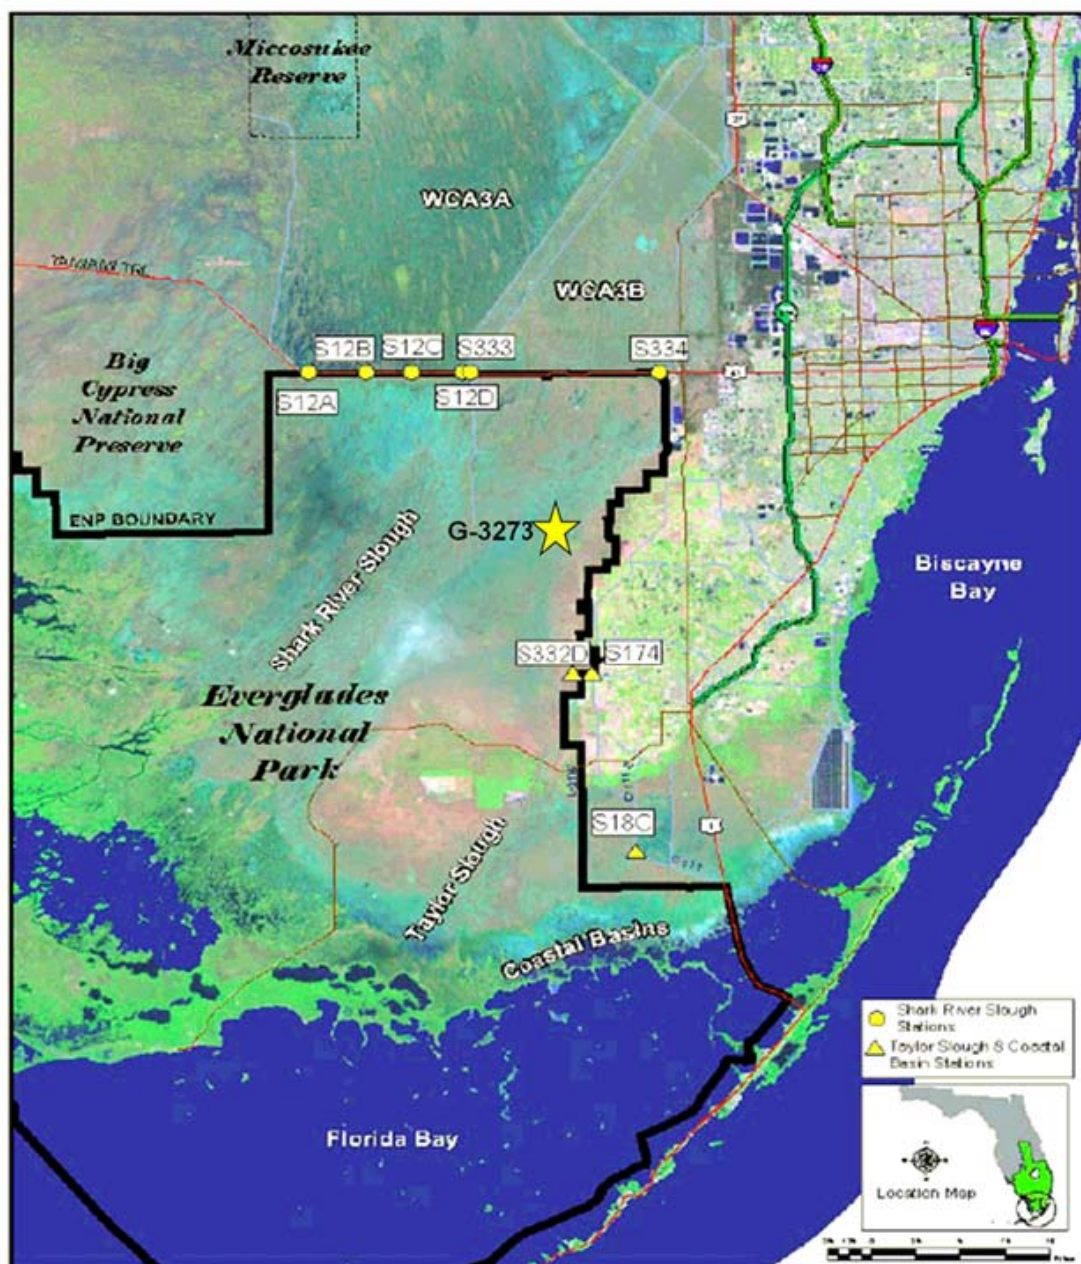 Miccosukee
Reserve
WCA3A
WCA3B
TAMIAMI TRL
S12B
S12C
S333
S334
S12A
S12D
Big
Cypress
National
Preserve
ENP BOUNDARY
G-3273
Shark River Slough
Biscayne
Bay
S332D
S174
Everglades
National
Park
S18C
1
Taylor Slough
Coastal Basins
Florida Bay
Shark River Slough
Stations
Taylor Slough & Coastal
Basin Stations
Location Map